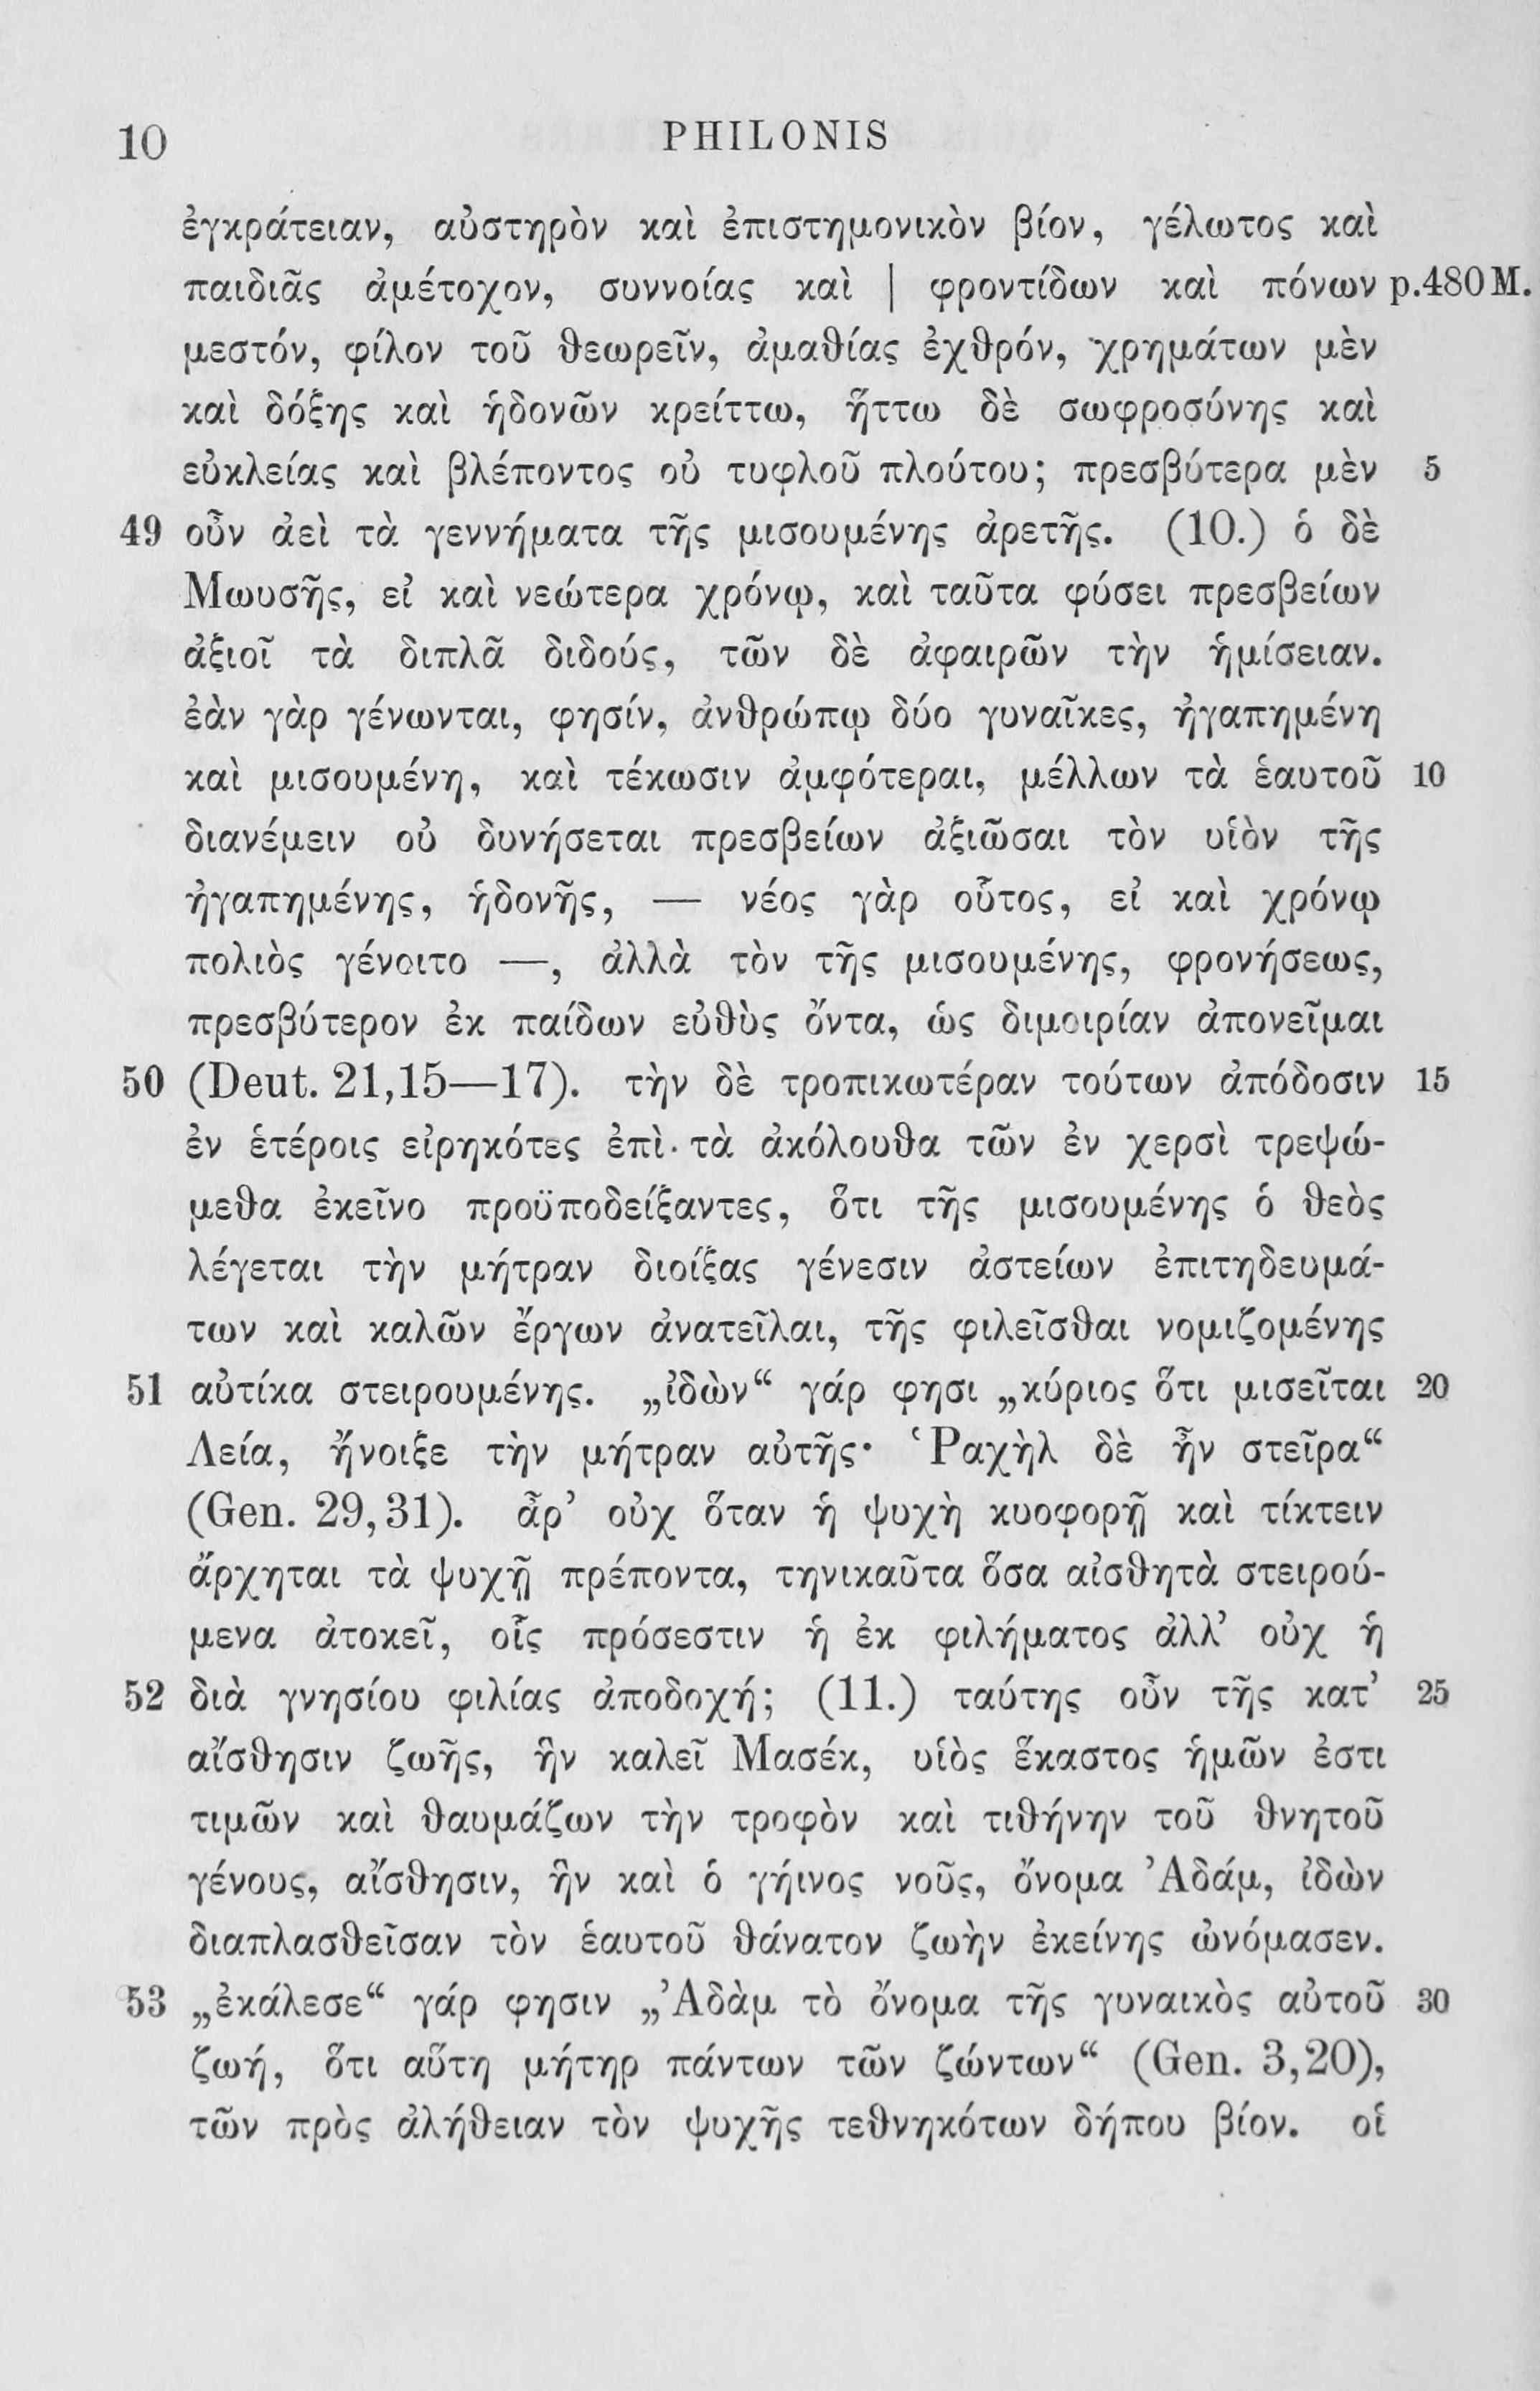 10 PHILONIS
ἐγκράτειαν, αὐστηρὸν καὶ ἐπιστημονικὸν βίον, γέλωτος καὶ
παιδιᾶς ἀμέτοχον, συννοίας καὶ | φροντίδων καὶ πόνων p.480 M.
μεστόν, φίλον τοῦ θεωρεῖν, ἀμαθίας ἐχθρόν, χρημάτων μὲν
καὶ δόξης καὶ ἡδονῶν κρείττω, ἥττω δὲ σωφροσύνης καὶ
εὐκλείας καὶ βλέποντος οὐ τυφλοῦ πλούτου; πρεσβύτερα μὲν 5
49 οὖν ἀεὶ τὰ γεννήματα τῆς μισουμένης ἀρετῆς. (10.) ὁ δὲ
Μωυσῆς, εἰ καὶ νεώτερα χρόνῳ, καὶ ταῦτα φύσει πρεσβείων
ἀξιοῖ τὰ διπλᾶ διδούς, τῶν δὲ ἀφαιρῶν τὴν ἡμίσειαν.
ἐὰν γὰρ γένωνται, φησίν, ἀνθρώπῳ δύο γυναῖκες, ἠγαπημένη
καὶ μισουμένη, καὶ τέκωσιν ἀμφότεραι, μέλλων τὰ ἑαυτοῦ 10
διανέμειν οὐ δυνήσεται πρεσβείων ἀξιῶσαι τὸν υἱὸν τῆς
ἠγαπημένης, ἡδονῆς, — νέος γὰρ οὗτος, εἰ καὶ χρόνῳ
πολιὸς γένοιτο —, ἀλλὰ τὸν τῆς μισουμένης, φρονήσεως,
πρεσβύτερον ἐκ παίδων εὐθὺς ὄντα, ὡς διμοιρίαν ἀπονεῖμαι
50 (Deut. 21,15—17). τὴν δὲ τροπικωτέραν τούτων ἀπόδοσιν 15
ἐν ἑτέροις εἰρηκότες ἐπὶ τὰ ἀκόλουθα τῶν ἐν χερσὶ τρεψώ-
μεθα ἐκεῖνο προϋποδείξαντες, ὅτι τῆς μισουμένης ὁ θεὸς
λέγεται τὴν μήτραν διοίξας γένεσιν ἀστείων ἐπιτηδευμά-
των καὶ καλῶν ἔργων ἀνατεῖλαι, τῆς φιλεῖσθαι νομιζομένης
51 αὐτίκα στειρουμένης. „ἰδὼν“ γάρ φησι „κύριος ὅτι μισεῖται 20
Λεία, ἤνοιξε τὴν μήτραν αὐτῆς· Ῥαχὴλ δὲ ἦν στεῖρα“
(Gen. 29,31). ἆρ’ οὐχ ὅταν ἡ ψυχὴ κυοφορῇ καὶ τίκτειν
ἄρχηται τὰ ψυχῇ πρέποντα, τηνικαῦτα ὅσα αἰσθητὰ στειρού-
μενα ἀτοκεῖ, οἷς πρόσεστιν ἡ ἐκ φιλήματος ἀλλ’ οὐχ ἡ
52 διὰ γνησίου φιλίας ἀποδοχή; (11.) ταύτης οὖν τῆς κατ’ 25
αἴσθησιν ζωῆς, ἣν καλεῖ Μασέκ, υἱὸς ἕκαστος ἡμῶν ἐστι
τιμῶν καὶ θαυμάζων τὴν τροφὸν καὶ τιθήνην τοῦ θνητοῦ
γένους, αἴσθησιν, ἣν καὶ ὁ γήινος νοῦς, ὄνομα Ἀδάμ, ἰδὼν
διαπλασθεῖσαν τὸν ἑαυτοῦ θάνατον ζωὴν ἐκείνης ὠνόμασεν.
53 „ἐκάλεσε“ γάρ φησιν „Ἀδὰμ τὸ ὄνομα τῆς γυναικὸς αὐτοῦ 30
ζωή, ὅτι αὕτη μήτηρ πάντων τῶν ζώντων“ (Gen. 3,20),
τῶν πρὸς ἀλήθειαν τὸν ψυχῆς τεθνηκότων δήπου βίον. οἱ